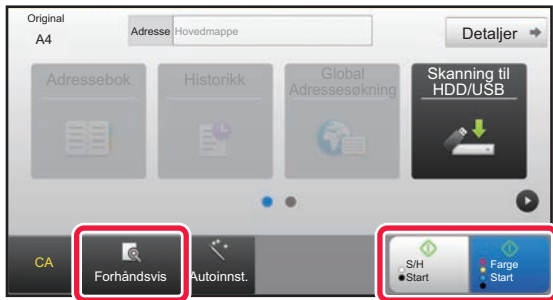 Original
A4
Adresse Hovedmappe
Detaljer
Adressebok
Historikk
Global
Adressesøkning
Skanning til
HDD/USB
CA
Forhåndsvis
Autoinnst.
S/H
Start
Farge
Start